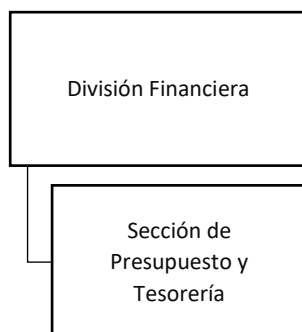 División Financiera
Sección de
Presupuesto y
Tesorería